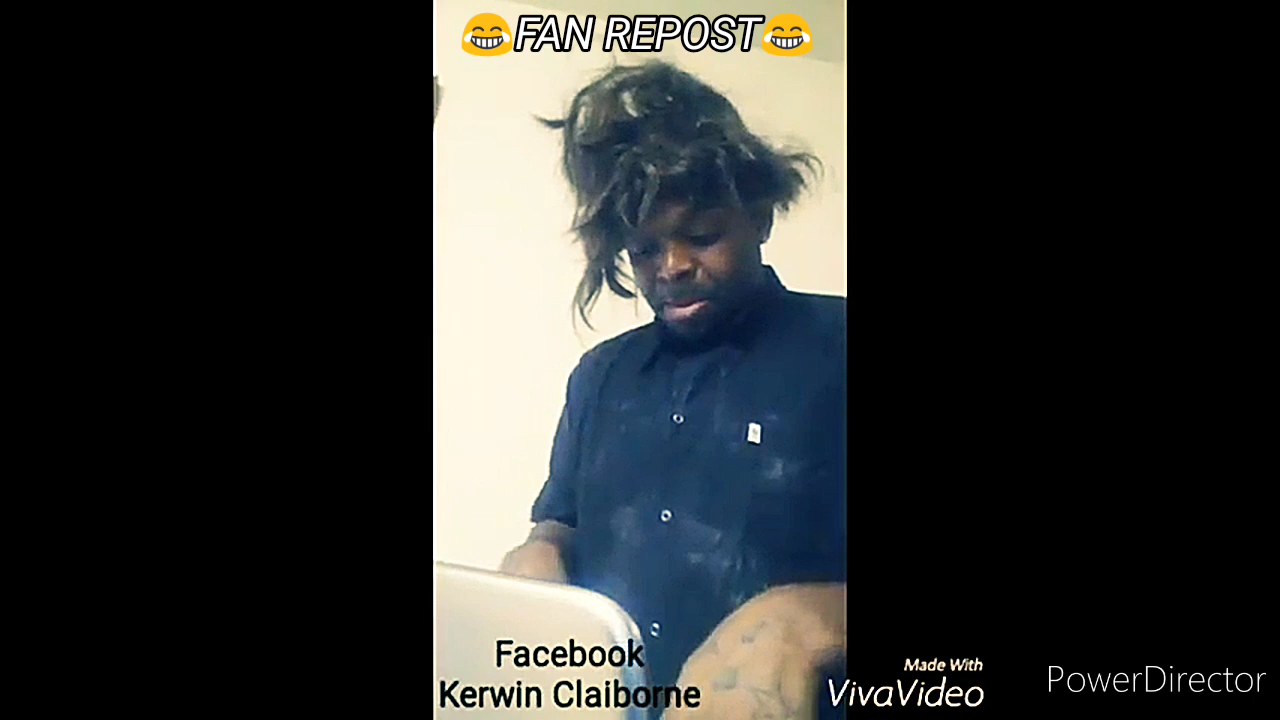 😂FAN REPOST😂
Facebook
Kerwin Claiborne
Made With
VivaVideo
PowerDirector